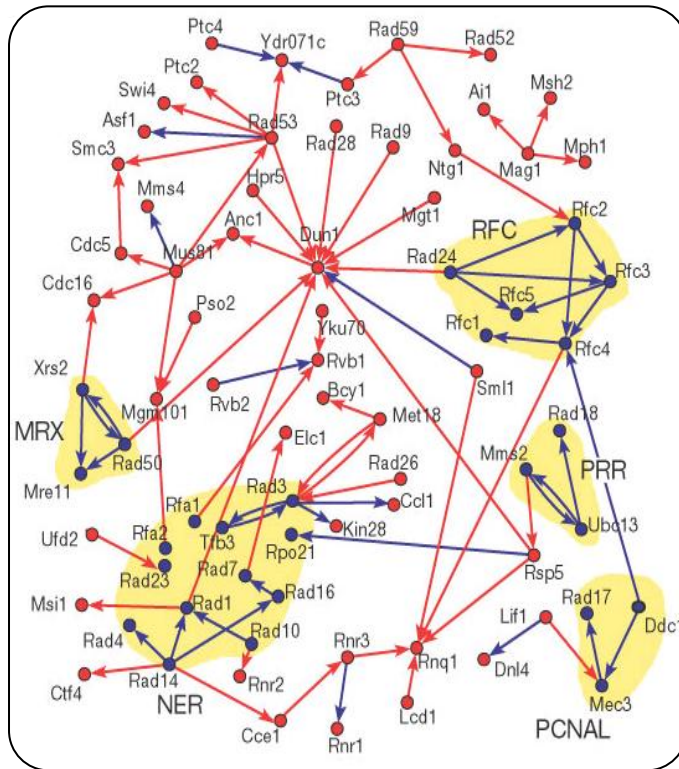 Ptc4
Ydr071c
Rad59
Rad52
Ptc2
Ptc3
Swi4
Ai1
Msh2
Asf1
Rad53
Rad28
Rad9
Smc3
Ntg1
Mag1
Mph1
Mms4
Hpr5
Mgt1
Rfc2
Anc1
Dun1
RFC
Cdc5
Mus81
Rad24
Rfc3
Cdc16
Rfc5
Pso2
Yku70
Rfc1
Rfc4
Xrs2
Rvb1
Sml1
Mgm101
Rvb2
Bcy1
MRX
Met18
Rad18
Rad50
Elc1
Mms2
PRR
Mre11
Rad26
Rfa1
Rad3
Ccl1
Ufd2
Rfa2
Tfb3
Kin28
Ubc13
Rad23
Rpo21
Rad7
Rsp5
Msi1
Rad1
Rad16
Rad17
Rad4
Rad10
Rnr3
Lif1
Ddc1
Rad14
Rnq1
Ctf4
NER
Rnr2
Dnl4
Mec3
Cce1
Lcd1
Rnr1
PCNAL